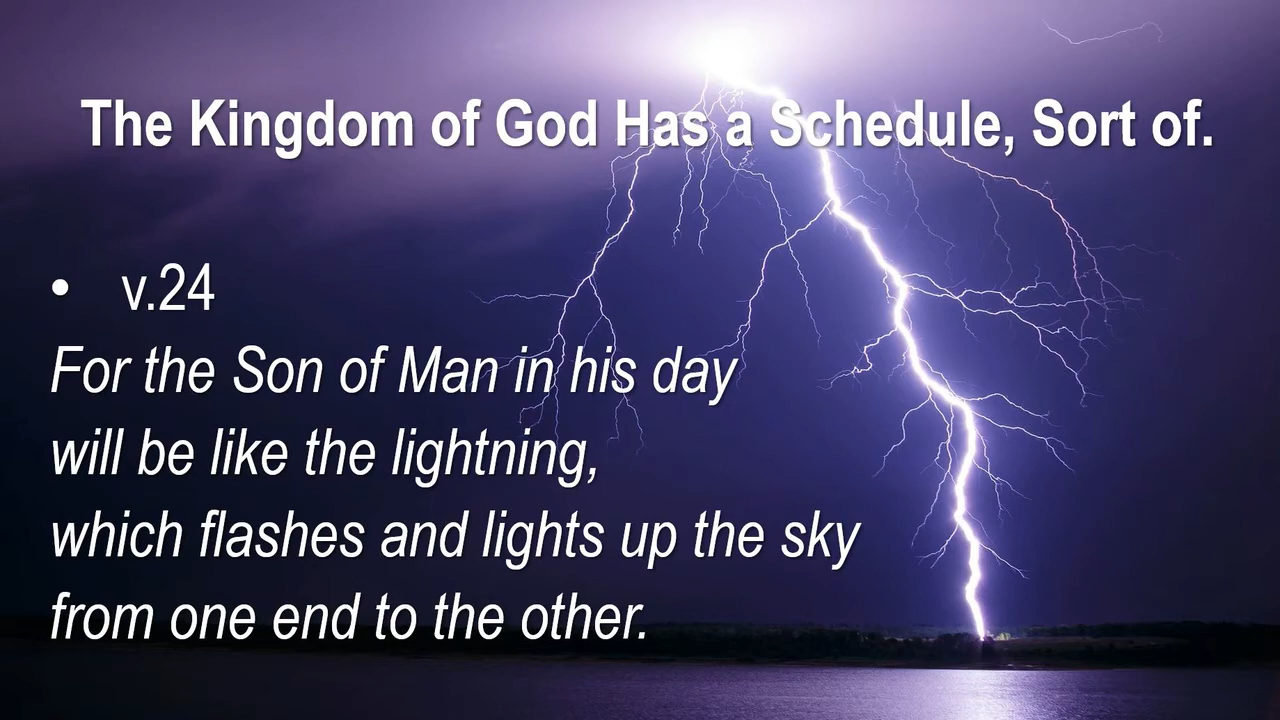 The Kingdom of God Has a Schedule, Sort of.
• v.24
For the Son of Man in his day
will be like the lightning,
which flashes and lights up the sky
from one end to the other.